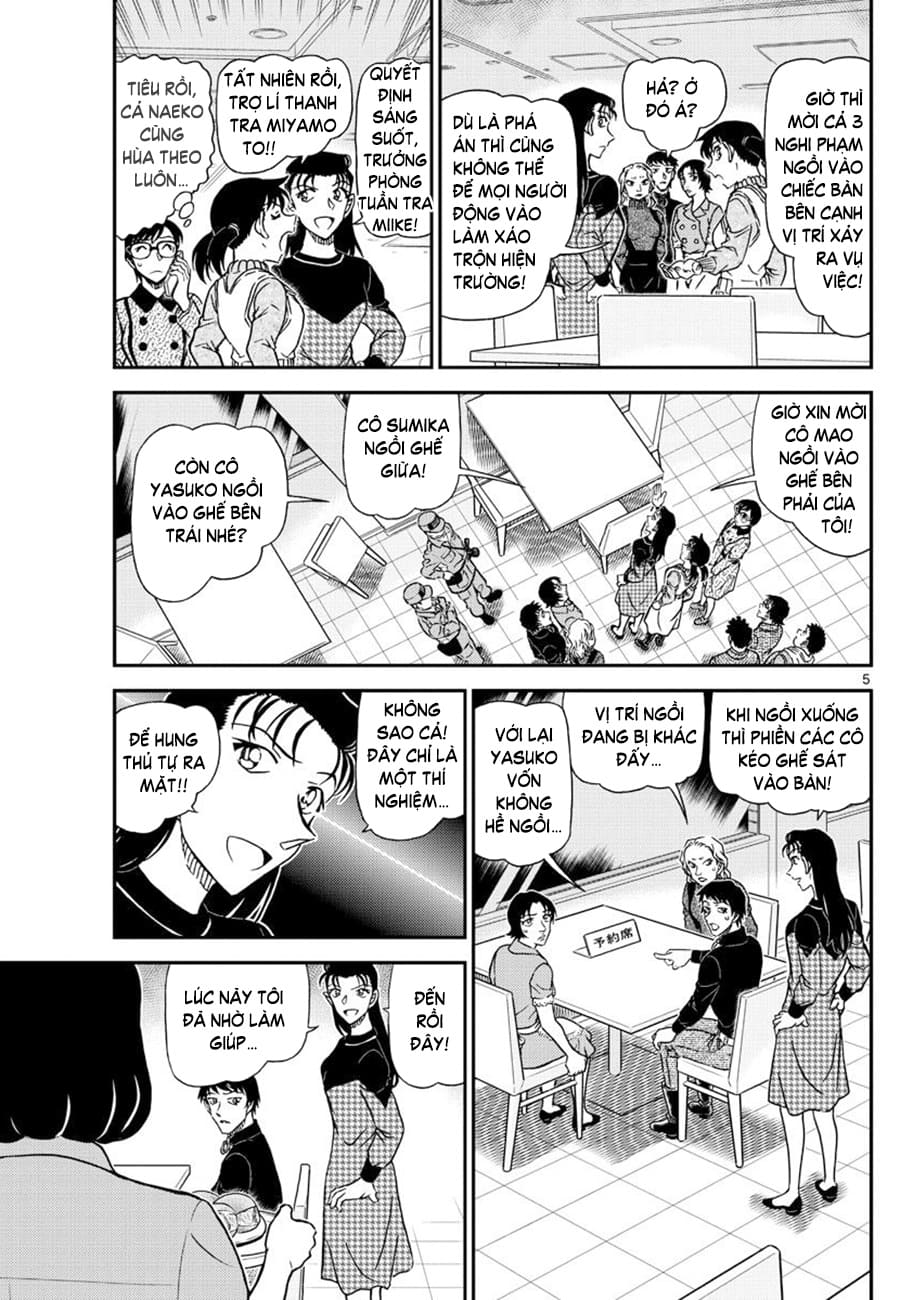 GIỜ THÌ
MỜI CẢ 3
NGHI PHẠM
NGỒI VÀO
CHIẾC BÀN
BÊN CẠNH
VỊ TRÍ XẢY
RA VỤ
VIỆC!
HẢ? Ở
ĐÓ Á?
DÙ LÀ PHÁ
ÁN THÌ CŨNG
KHÔNG THỂ
ĐỂ MỌI NGƯỜI
ĐỘNG VÀO
LÀM XÁO
TRỘN HIỆN
TRƯỜNG!
QUYẾT
ĐỊNH
SÁNG
SUỐT,
TRƯỞNG
PHÒNG
TUẦN TRA
MIIKE!
TẤT NHIÊN RỒI,
TRỢ LÍ THANH
TRA MIYAMO
TO!!
TIÊU RỒI,
CẢ NAEKO
CŨNG
HÙA THEO
LUÔN...
GIỜ XIN MỜI
CÔ MAO
NGỒI VÀO
GHẾ BÊN
PHẢI CỦA
TÔI!
CÔ SUMIKA
NGỒI GHẾ
GIỮA!
CÒN CÔ
YASUKO NGỒI
VÀO GHẾ BÊN
TRÁI NHÉ?
5
KHI NGỒI XUỐNG
THÌ PHIỀN CÁC CÔ
KÉO GHẾ SÁT
VÀO BÀN!
VỊ TRÍ NGỒI
ĐANG BỊ KHÁC
ĐẤY...
VỚI LẠI
YASUKO
VỐN
KHÔNG
HỀ NGỒI...
予約席
KHÔNG
SAO CẢ!
ĐÂY CHỈ LÀ
MỘT THÍ
NGHIỆM...
ĐỂ HUNG
THỦ TỰ RA
MẶT!!
ĐẾN
RỒI
ĐÂY!
LÚC NÃY TÔI
ĐÃ NHỜ LÀM
GIÚP...